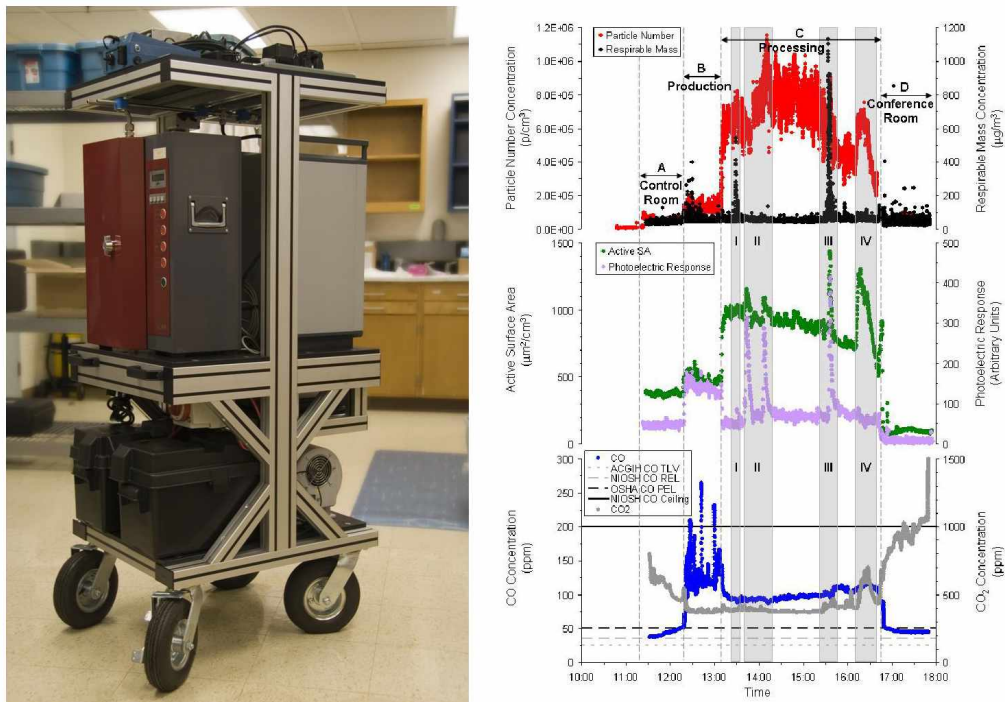 1.2E+06
1.0E+06
8.0E+05
6.0E+05
4.0E+05
2.0E+05
0.0E+00
Particle Number Concentration
(p/cm³)
Particle Number
Respirable Mass
A
Control
Room
B
Production
C
Processing
D
Conference
Room
1200
1000
800
600
400
200
0
Respirable Mass Concentration
(µg/m³)
1500
1000
500
0
Active Surface Area
(µm²/cm³)
Active SA
Photoelectric Response
I
II
III
IV
500
400
300
200
100
0
Photoelectric Response
(Arbitrary Units)
300
250
200
150
100
50
0
CO Concentration
(ppm)
CO
ACGIH CO TLV
NIOSH CO REL
OSHA CO PEL
NIOSH CO Ceiling
CO2
I
II
III
IV
1500
1000
500
0
CO₂ Concentration
(ppm)
10:00 11:00 12:00 13:00 14:00 15:00 16:00 17:00 18:00
Time